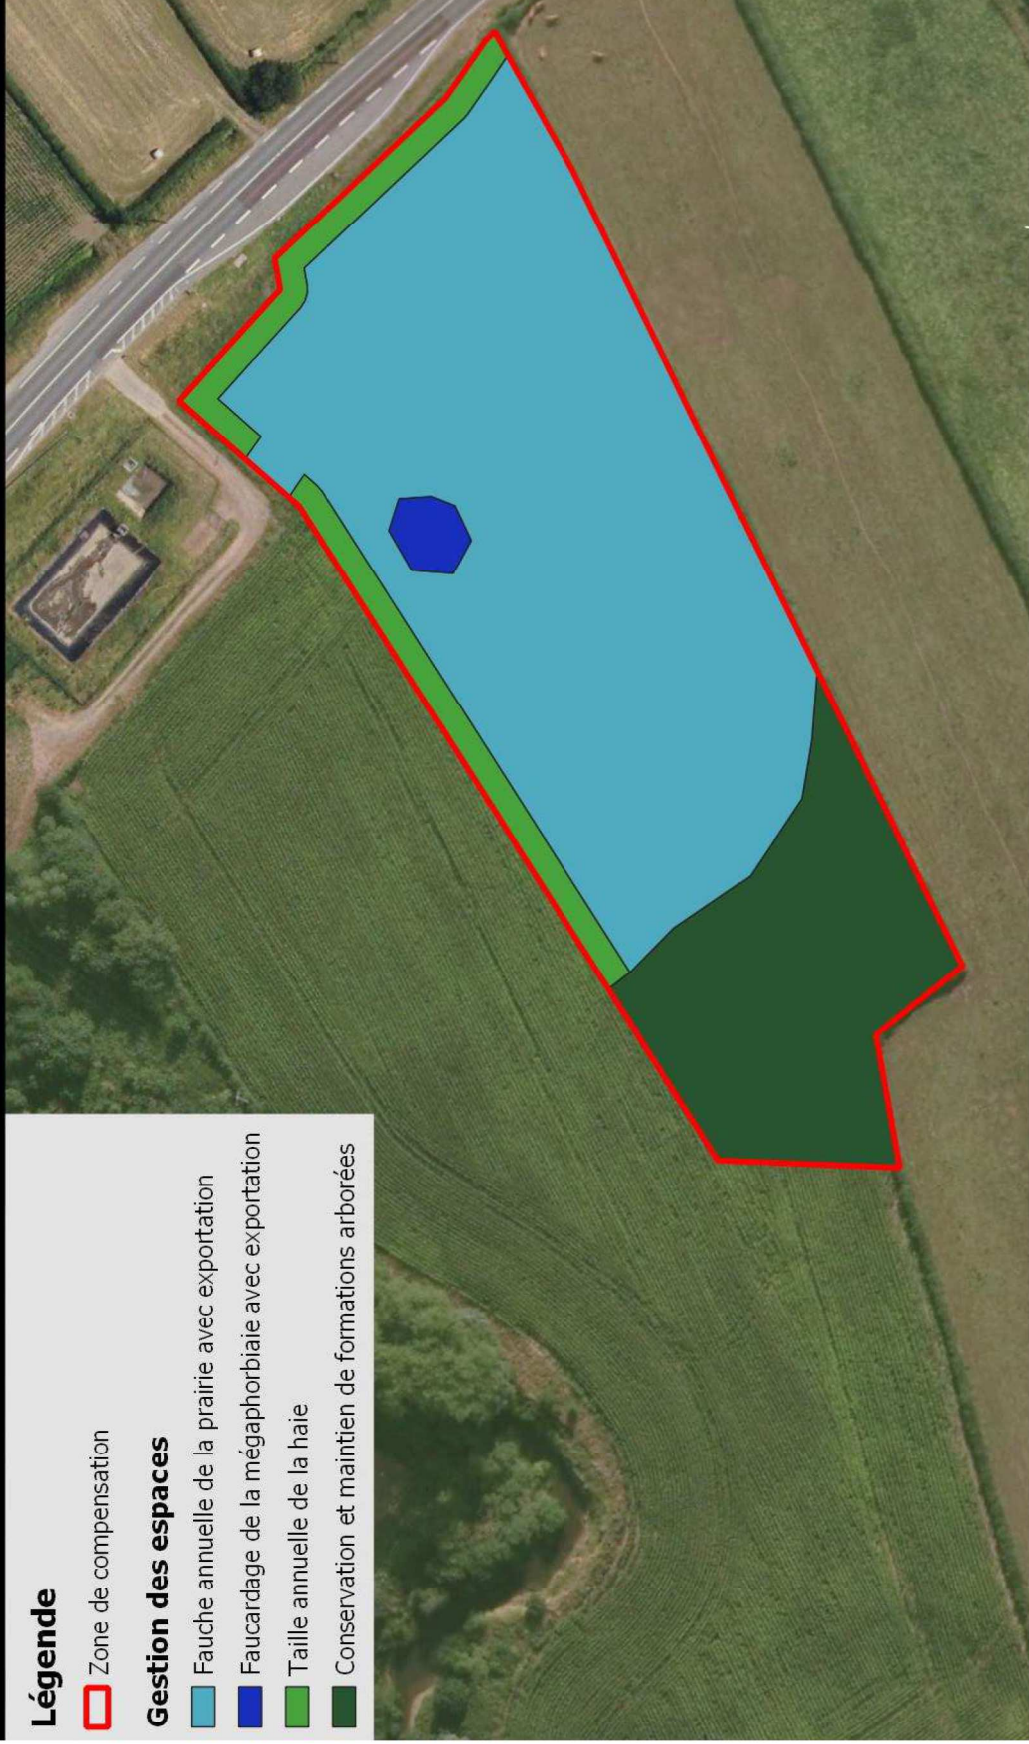 Légende
Zone de compensation
Gestion des espaces
Fauche annuelle de la prairie avec exportation
Faucardage de la mégaphorbiaie avec exportation
Taille annuelle de la haie
Conservation et maintien de formations arborées